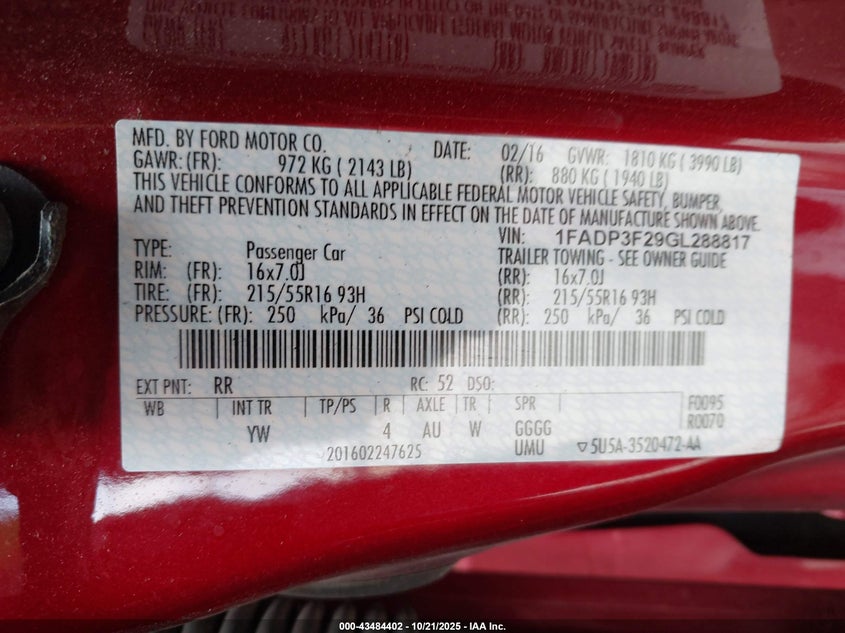 MFD. BY FORD MOTOR CO. DATE: 02/16 GVWR: 1810 KG ( 3990 LB)
GAWR: (FR): 972 KG ( 2143 LB) (RR): 880 KG ( 1940 LB)
THIS VEHICLE CONFORMS TO ALL APPLICABLE FEDERAL MOTOR VEHICLE SAFETY, BUMPER,
AND THEFT PREVENTION STANDARDS IN EFFECT ON THE DATE OF MANUFACTURE SHOWN ABOVE.
VIN: 1FADP3F29GL288817
TYPE: Passenger Car TRAILER TOWING - SEE OWNER GUIDE
RIM: (FR): 16x7.0J (RR): 16x7.0J
TIRE: (FR): 215/55R16 93H (RR): 215/55R16 93H
PRESSURE: (FR): 250 kPa/ 36 PSI COLD (RR): 250 kPa/ 36 PSI COLD
EXT PNT: RR RC: 52 DSO:
WB INT TR TP/PS R AXLE TR SPR F0095
YW 4 AU W GGGG R0070
201602247625 UMU ▽5U5A-3520472-AA
000-43484402 - 10/21/2025 - IAA Inc.